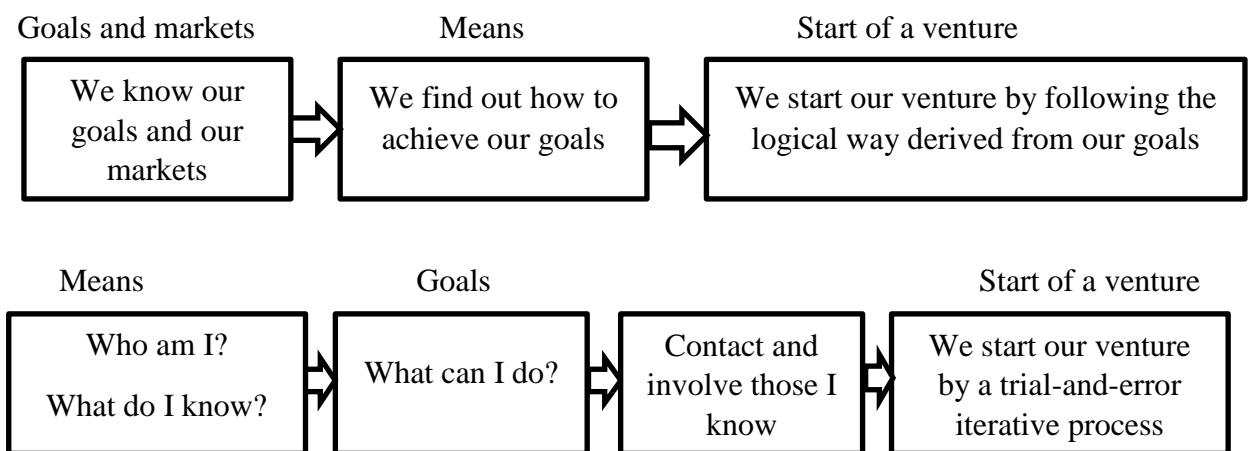 Goals and markets
Means
Start of a venture
We know our
goals and our
markets
We find out how to
achieve our goals
We start our venture by following the
logical way derived from our goals
Means
Goals
Start of a venture
Who am I?
What do I know?
What can I do?
Contact and
involve those I
know
We start our venture
by a trial-and-error
iterative process